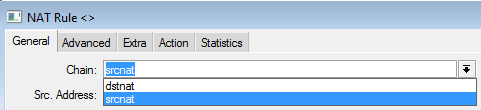 NAT Rule <>
General Advanced Extra Action Statistics
Chain: srcnat
dstnat
Src. Address: srcnat